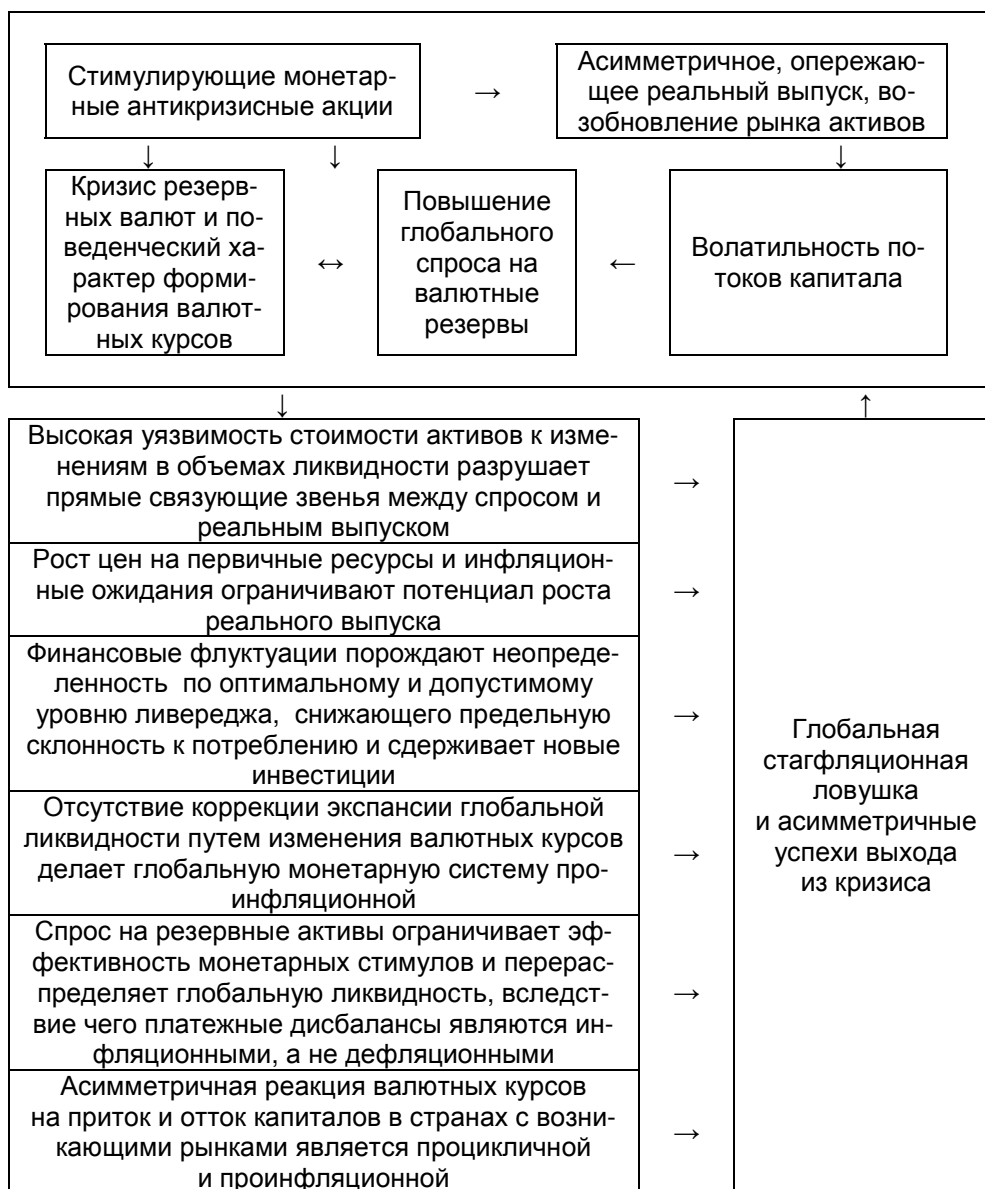 Стимулирующие монетар-
ные антикризисные акции
→
Асимметричное, опережаю-
щее реальный выпуск, во-
зобновление рынка активов
↓
↓
↓
Кризис резерв-
ных валют и по-
веденческий ха-
рактер форми-
рования валют-
ных курсов
↔
Повышение
глобального
спроса на
валютные
резервы
←
Волатильность по-
токов капитала
↓
↑
Высокая уязвимость стоимости активов к изме-
нениям в объемах ликвидности разрушает
прямые связующие звенья между спросом и
реальным выпуском
→
Рост цен на первичные ресурсы и инфляцион-
ные ожидания ограничивают потенциал роста
реального выпуска
→
Финансовые флуктуации порождают неопреде-
ленность по оптимальному и допустимому
уровню ливереджа, снижающего предельную
склонность к потреблению и сдерживает новые
инвестиции
→
Отсутствие коррекции экспансии глобальной
ликвидности путем изменения валютных курсов
делает глобальную монетарную систему про-
инфляционной
→
Спрос на резервные активы ограничивает эф-
фективность монетарных стимулов и перерас-
пределяет глобальную ликвидность, вследст-
вие чего платежные дисбалансы являются ин-
фляционными, а не дефляционными
→
Асимметричная реакция валютных курсов
на приток и отток капиталов в странах с возни-
кающими рынками является процикличной
и проинфляционной
→
Глобальная
стагфляционная
ловушка
и асимметричные
успехи выхода
из кризиса